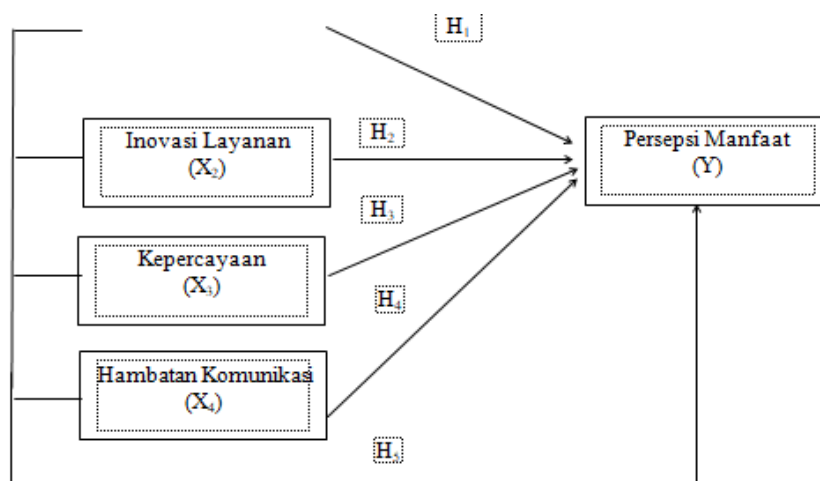 H₁
Inovasi Layanan
(X₂)
H₂
Persepsi Manfaat
(Y)
H₃
Kepercayaan
(X₃)
H₄
Hambatan Komunikasi
(X₄)
H₅